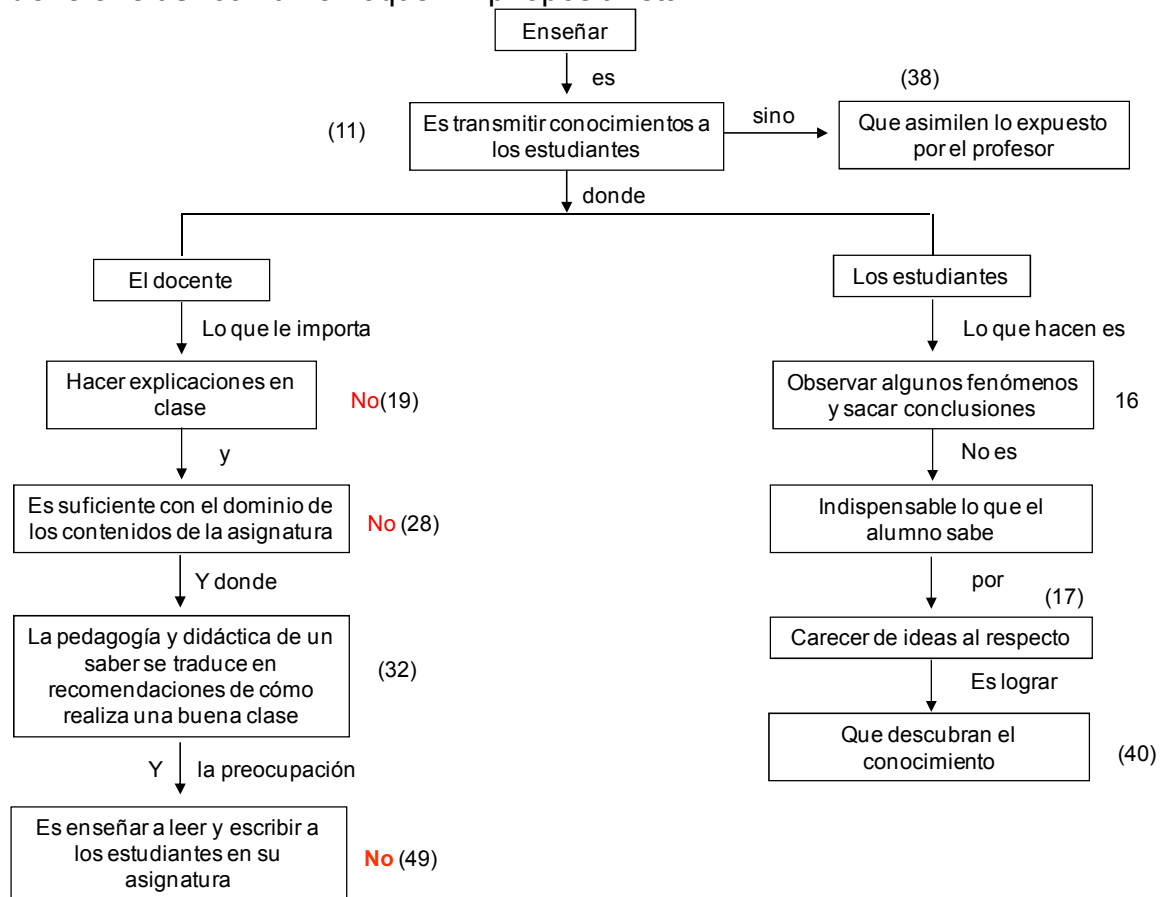 Enseñar
es
(38)
(11)
Es transmitir conocimientos a
los estudiantes
sino
Que asimilen lo expuesto
por el profesor
donde
El docente
Los estudiantes
Lo que le importa
Lo que hacen es
Hacer explicaciones en
clase
No(19)
Observar algunos fenómenos
y sacar conclusiones
16
y
No es
Es suficiente con el dominio de
los contenidos de la asignatura
No (28)
Indispensable lo que el
alumno sabe
Y donde
por
(17)
La pedagogía y didáctica de un
saber se traduce en
recomendaciones de cómo
realiza una buena clase
(32)
Carecer de ideas al respecto
Es lograr
Que descubran el
conocimiento
(40)
Y la preocupación
Es enseñar a leer y escribir a
los estudiantes en su
asignatura
No (49)